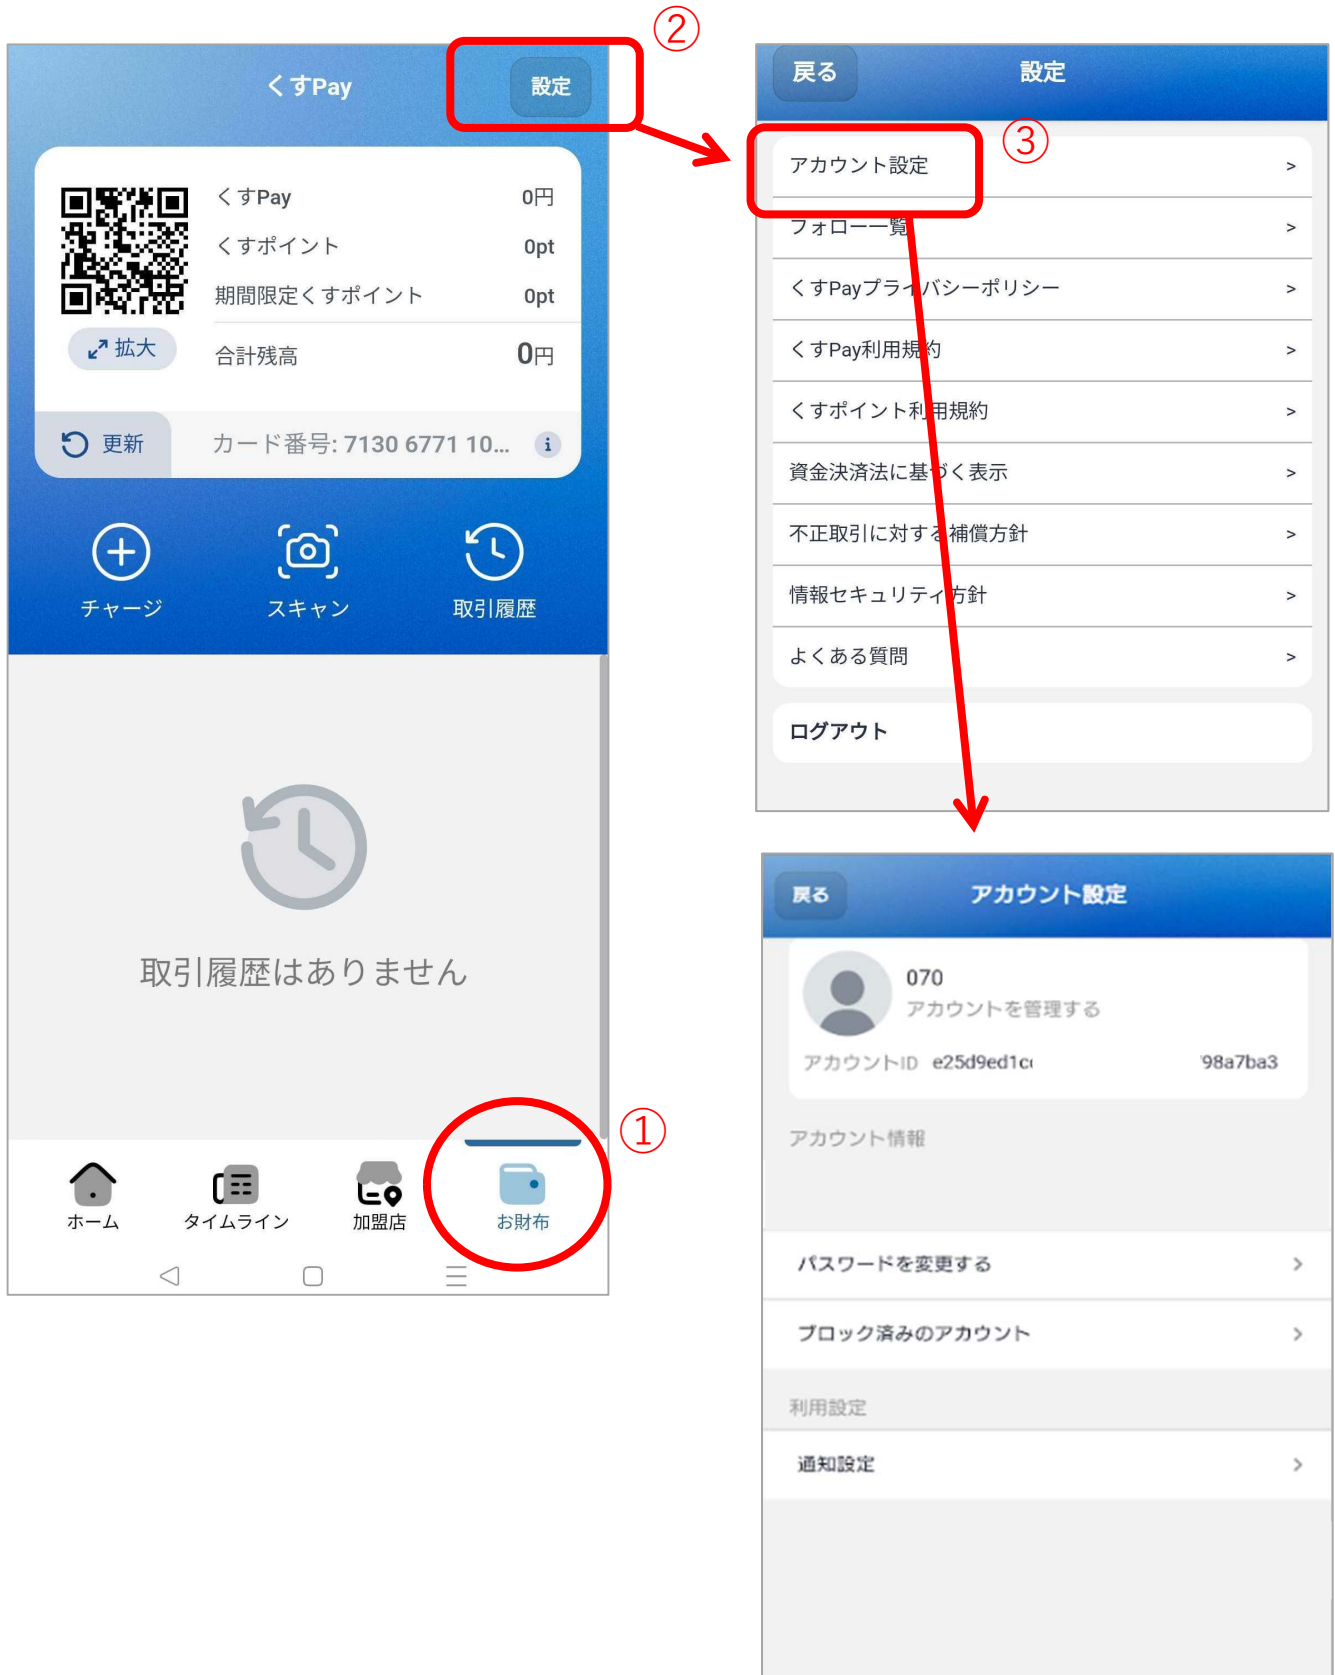 ②
くすPay
設定
くすPay 0円
くすポイント 0pt
期間限定くすポイント 0pt
拡大
合計残高 0円
更新
カード番号: 7130 6771 10...
チャージ
スキャン
取引履歴
取引履歴はありません
①
ホーム
タイムライン
加盟店
お財布
戻る
設定
③
アカウント設定 >
フォロー一覧 >
くすPayプライバシーポリシー >
くすPay利用規約 >
くすポイント利用規約 >
資金決済法に基づく表示 >
不正取引に対する補償方針 >
情報セキュリティ方針 >
よくある質問 >
ログアウト
戻る
アカウント設定
070
アカウントを管理する
アカウントID e25d9ed1c 98a7ba3
アカウント情報
パスワードを変更する >
ブロック済みのアカウント >
利用設定
通知設定 >